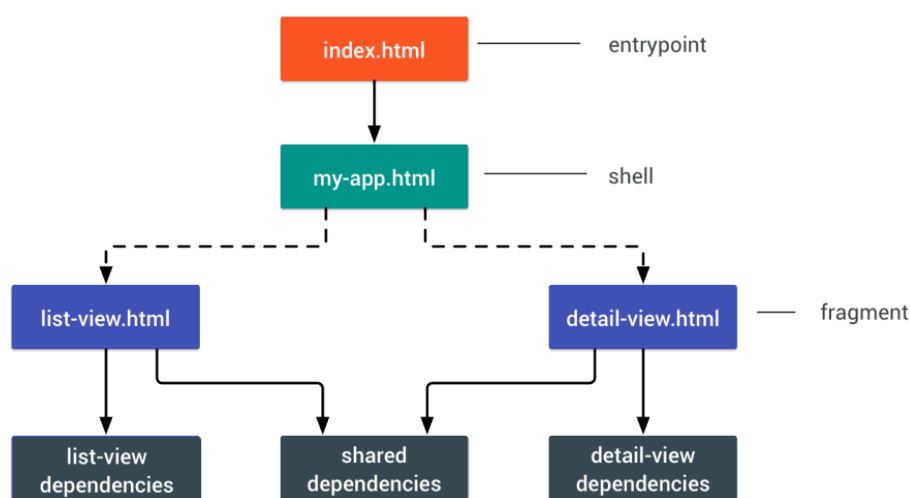 index.html
entrypoint
my-app.html
shell
list-view.html
detail-view.html
fragment
list-view
dependencies
shared
dependencies
detail-view
dependencies